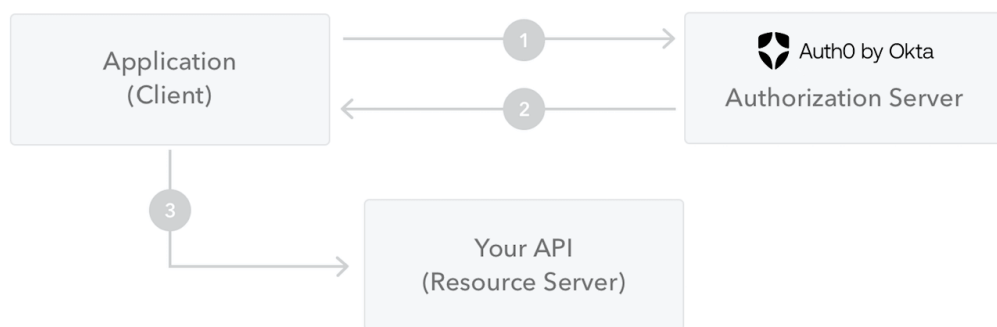 Application
(Client)
1
Auth0 by Okta
Authorization Server
2
3
Your API
(Resource Server)